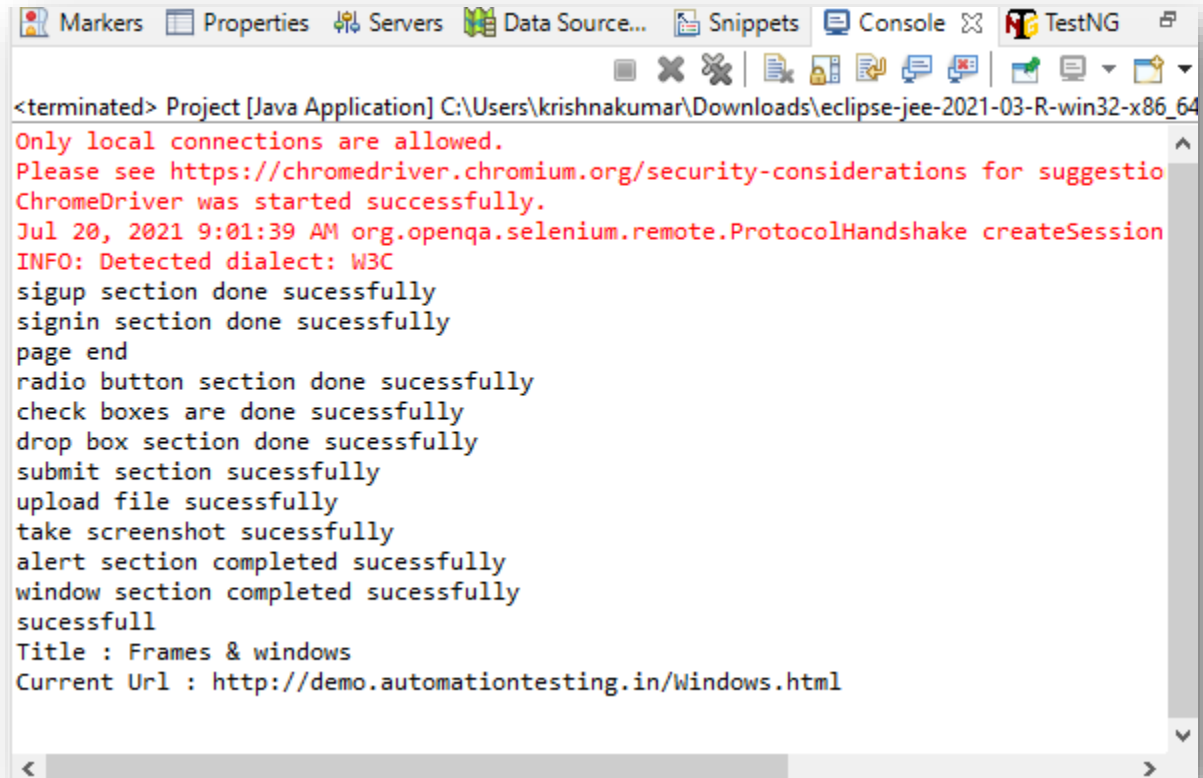 Markers Properties Servers Data Source... Snippets Console TestNG
<terminated> Project [Java Application] C:\Users\krishnakumar\Downloads\eclipse-jee-2021-03-R-win32-x86_64
Only local connections are allowed.
Please see https://chromedriver.chromium.org/security-considerations for suggestio
ChromeDriver was started successfully.
Jul 20, 2021 9:01:39 AM org.openqa.selenium.remote.ProtocolHandshake createSession
INFO: Detected dialect: W3C
sigup section done sucessfully
signin section done sucessfully
page end
radio button section done sucessfully
check boxes are done sucessfully
drop box section done sucessfully
submit section sucessfully
upload file sucessfully
take screenshot sucessfully
alert section completed sucessfully
window section completed sucessfully
sucessfull
Title : Frames & windows
Current Url : http://demo.automationtesting.in/Windows.html